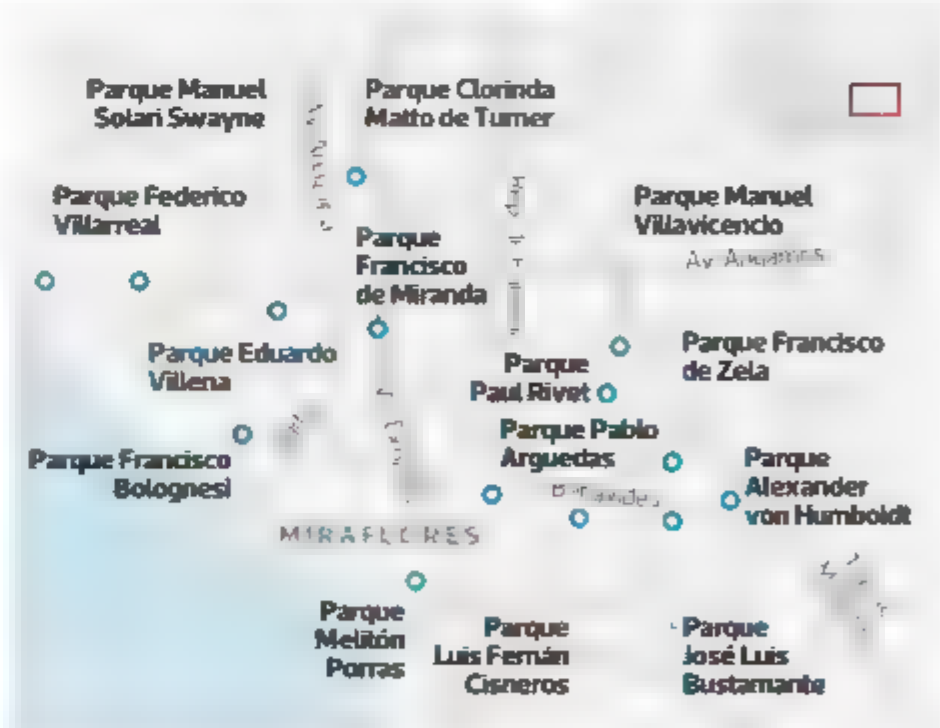 Parque Manuel
Solari Swayne
Parque Clorinda
Matto de Turner
Parque Federico
Villarreal
Parque
Francisco
de Miranda
Parque Manuel
Villavicencio
Av.
Parque Eduardo
Villena
Parque
Paul Rivet
Parque Francisco
de Zela
Parque Francisco
Bolognesi
Parque Pablo
Arguedas
Parque
Alexander
von Humboldt
MIRAFLORES
Parque
Melitón
Porras
Parque
Luis Fernán
Cisneros
Parque
José Luis
Bustamante